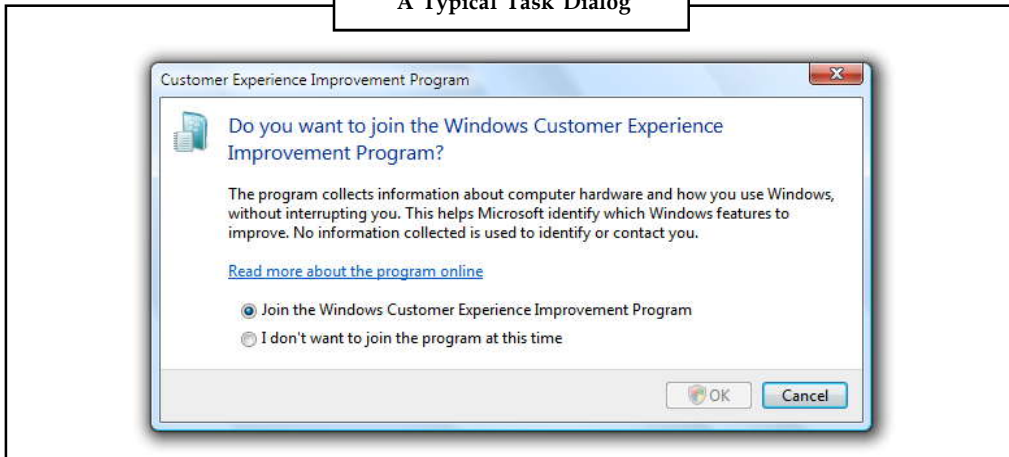 A Typical Task Dialog
Customer Experience Improvement Program
Do you want to join the Windows Customer Experience
Improvement Program?
The program collects information about computer hardware and how you use Windows,
without interrupting you. This helps Microsoft identify which Windows features to
improve. No information collected is used to identify or contact you.
Read more about the program online
Join the Windows Customer Experience Improvement Program
I don't want to join the program at this time
OK Cancel